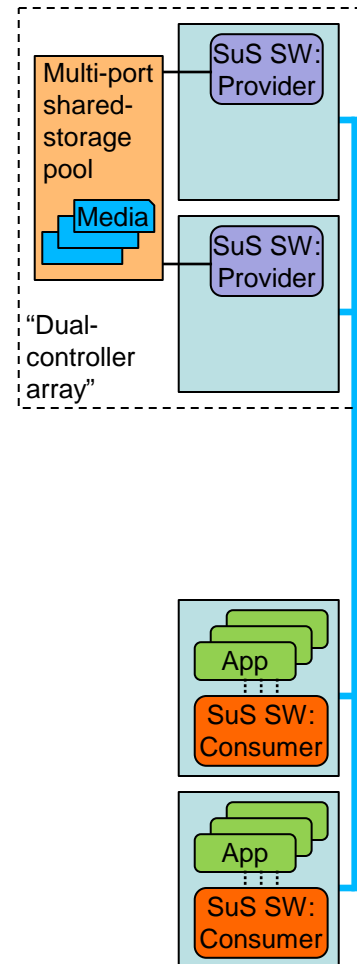 Multi-port
shared-
storage
pool
Media
SuS SW:
Provider
SuS SW:
Provider
“Dual-
controller
array”
App
SuS SW:
Consumer
App
SuS SW:
Consumer